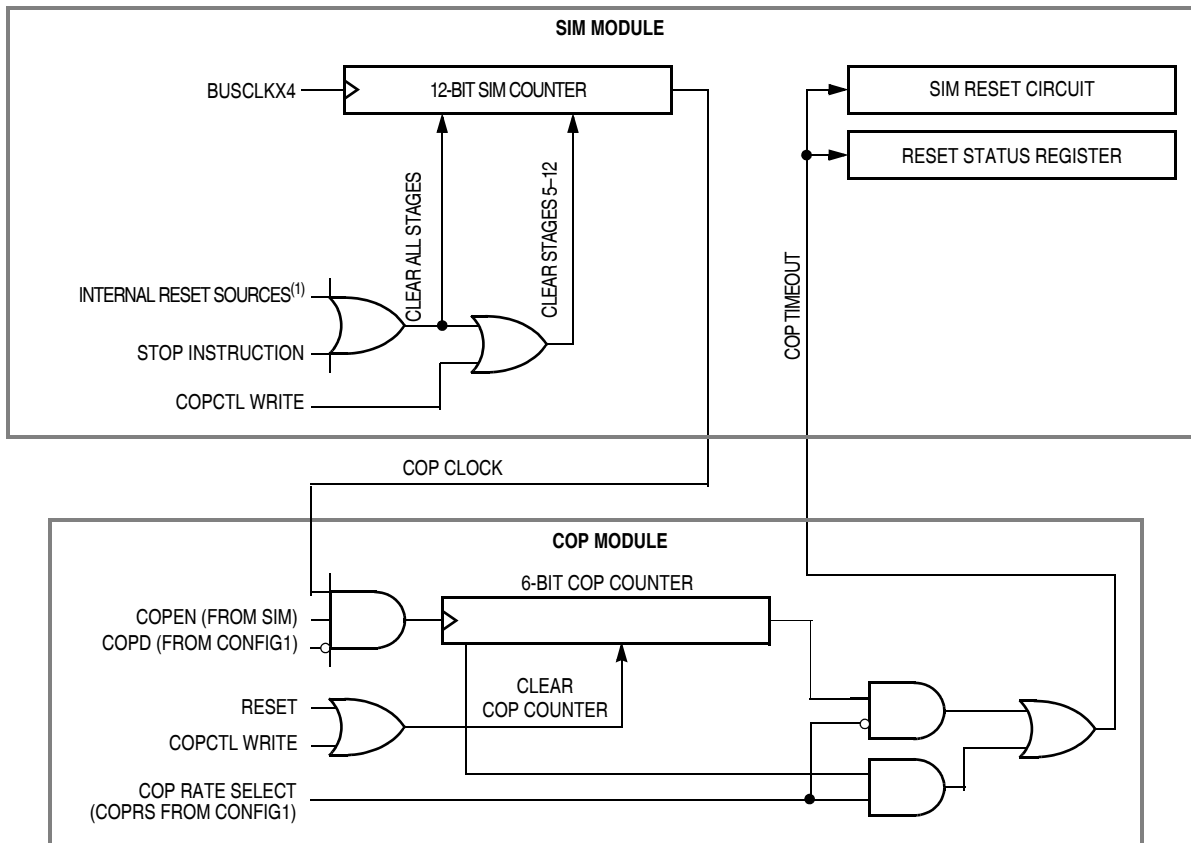 SIM MODULE
BUSCLKX4
12-BIT SIM COUNTER
SIM RESET CIRCUIT
RESET STATUS REGISTER
CLEAR ALL STAGES
CLEAR STAGES 5–12
COP TIMEOUT
INTERNAL RESET SOURCES(1)
STOP INSTRUCTION
COPCTL WRITE
COP CLOCK
COP MODULE
6-BIT COP COUNTER
COPEN (FROM SIM)
COPD (FROM CONFIG1)
CLEAR
COP COUNTER
RESET
COPCTL WRITE
COP RATE SELECT
(COPRS FROM CONFIG1)